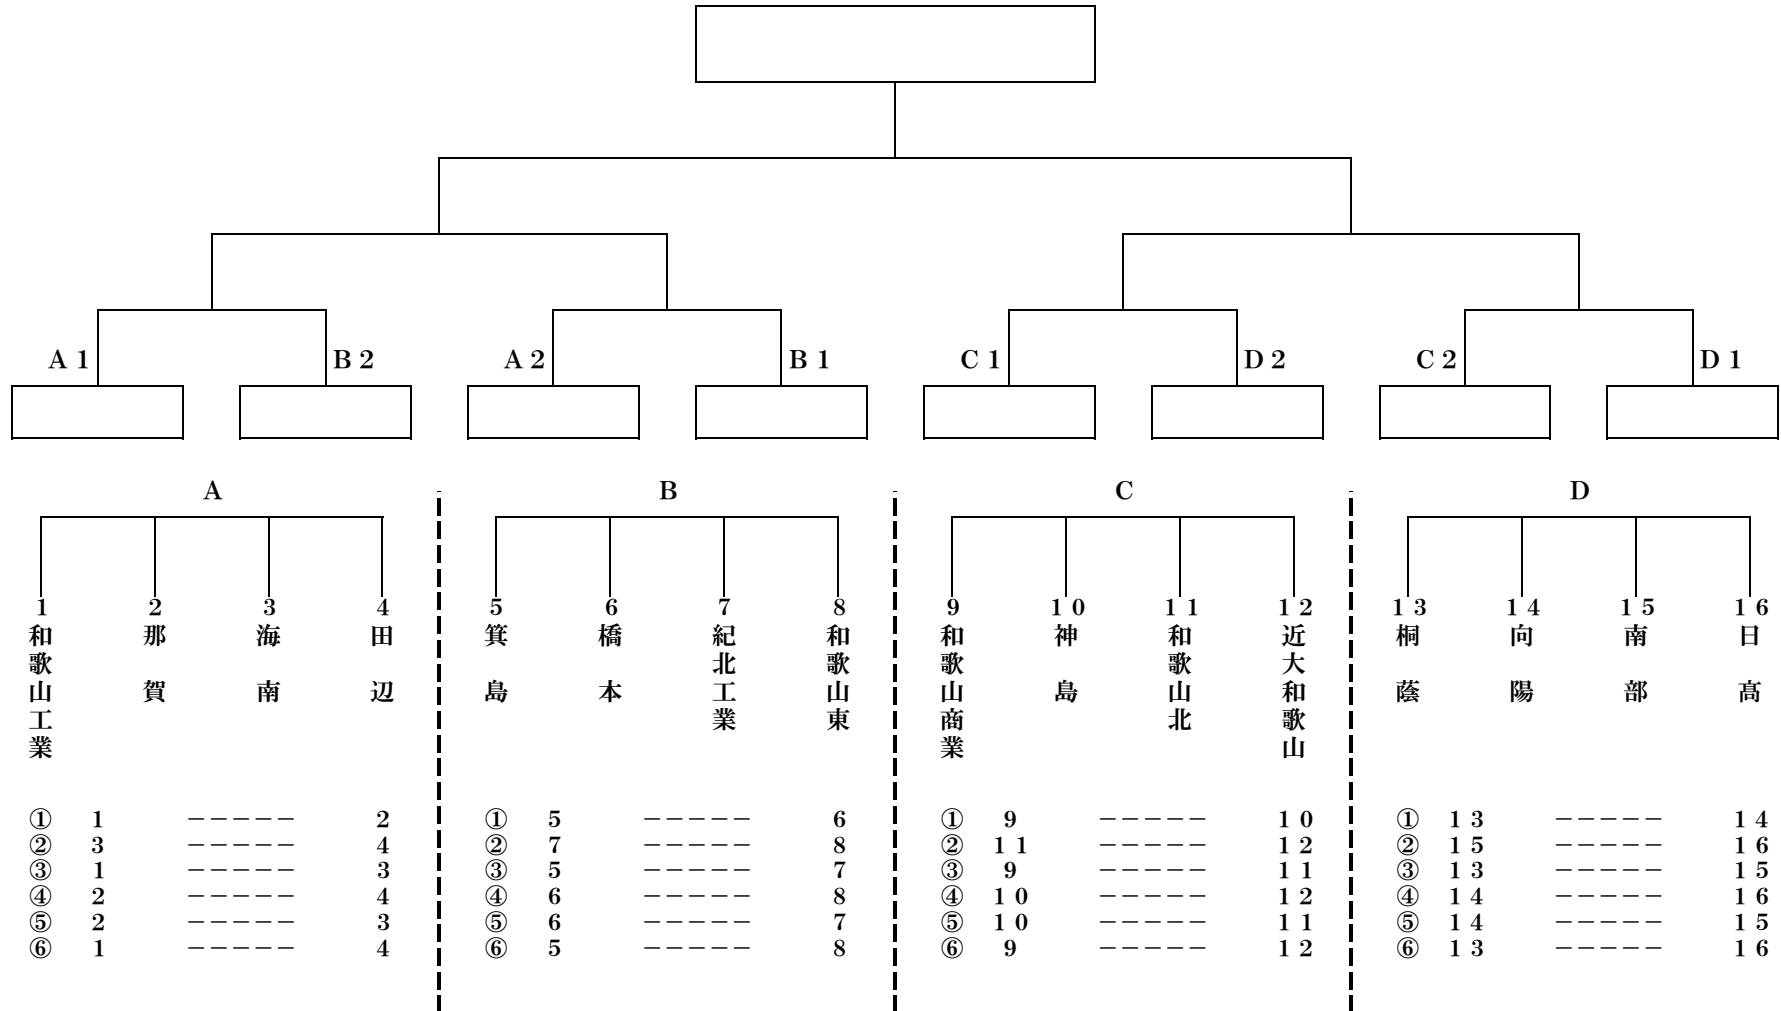 A1 B2 A2 B1 C1 D2 C2 D1
A B C D
1 2 3 4 5 6 7 8 9 10 11 12 13 14 15 16
和歌山工業
那賀
海南
田辺
箕島
橋本
紀北工業
和歌山東
和歌山商業
神島
和歌山北
近大和歌山
桐蔭
向陽
南部
日高
① 1 ----- 2 ① 5 ----- 6 ① 9 ----- 10 ① 13 ----- 14
② 3 ----- 4 ② 7 ----- 8 ② 11 ----- 12 ② 15 ----- 16
③ 1 ----- 3 ③ 5 ----- 7 ③ 9 ----- 11 ③ 13 ----- 15
④ 2 ----- 4 ④ 6 ----- 8 ④ 10 ----- 12 ④ 14 ----- 16
⑤ 2 ----- 3 ⑤ 6 ----- 7 ⑤ 10 ----- 11 ⑤ 14 ----- 15
⑥ 1 ----- 4 ⑥ 5 ----- 8 ⑥ 9 ----- 12 ⑥ 13 ----- 16